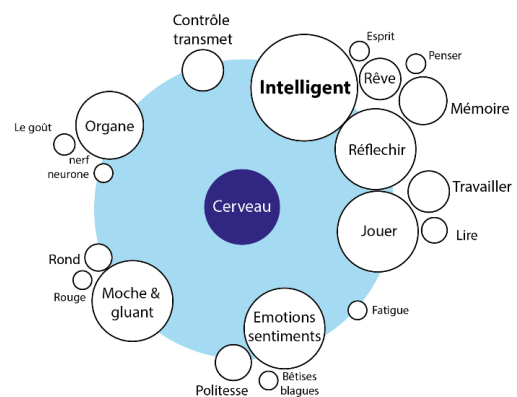 Contrôle
transmet
Esprit
Penser
Intelligent
Rêve
Mémoire
Organe
Le goût
nerf
neurone
Réflechir
Travailler
Cerveau
Jouer
Lire
Rond
Rouge
Moche &
gluant
Emotions
sentiments
Fatigue
Politesse
Bêtises
blagues